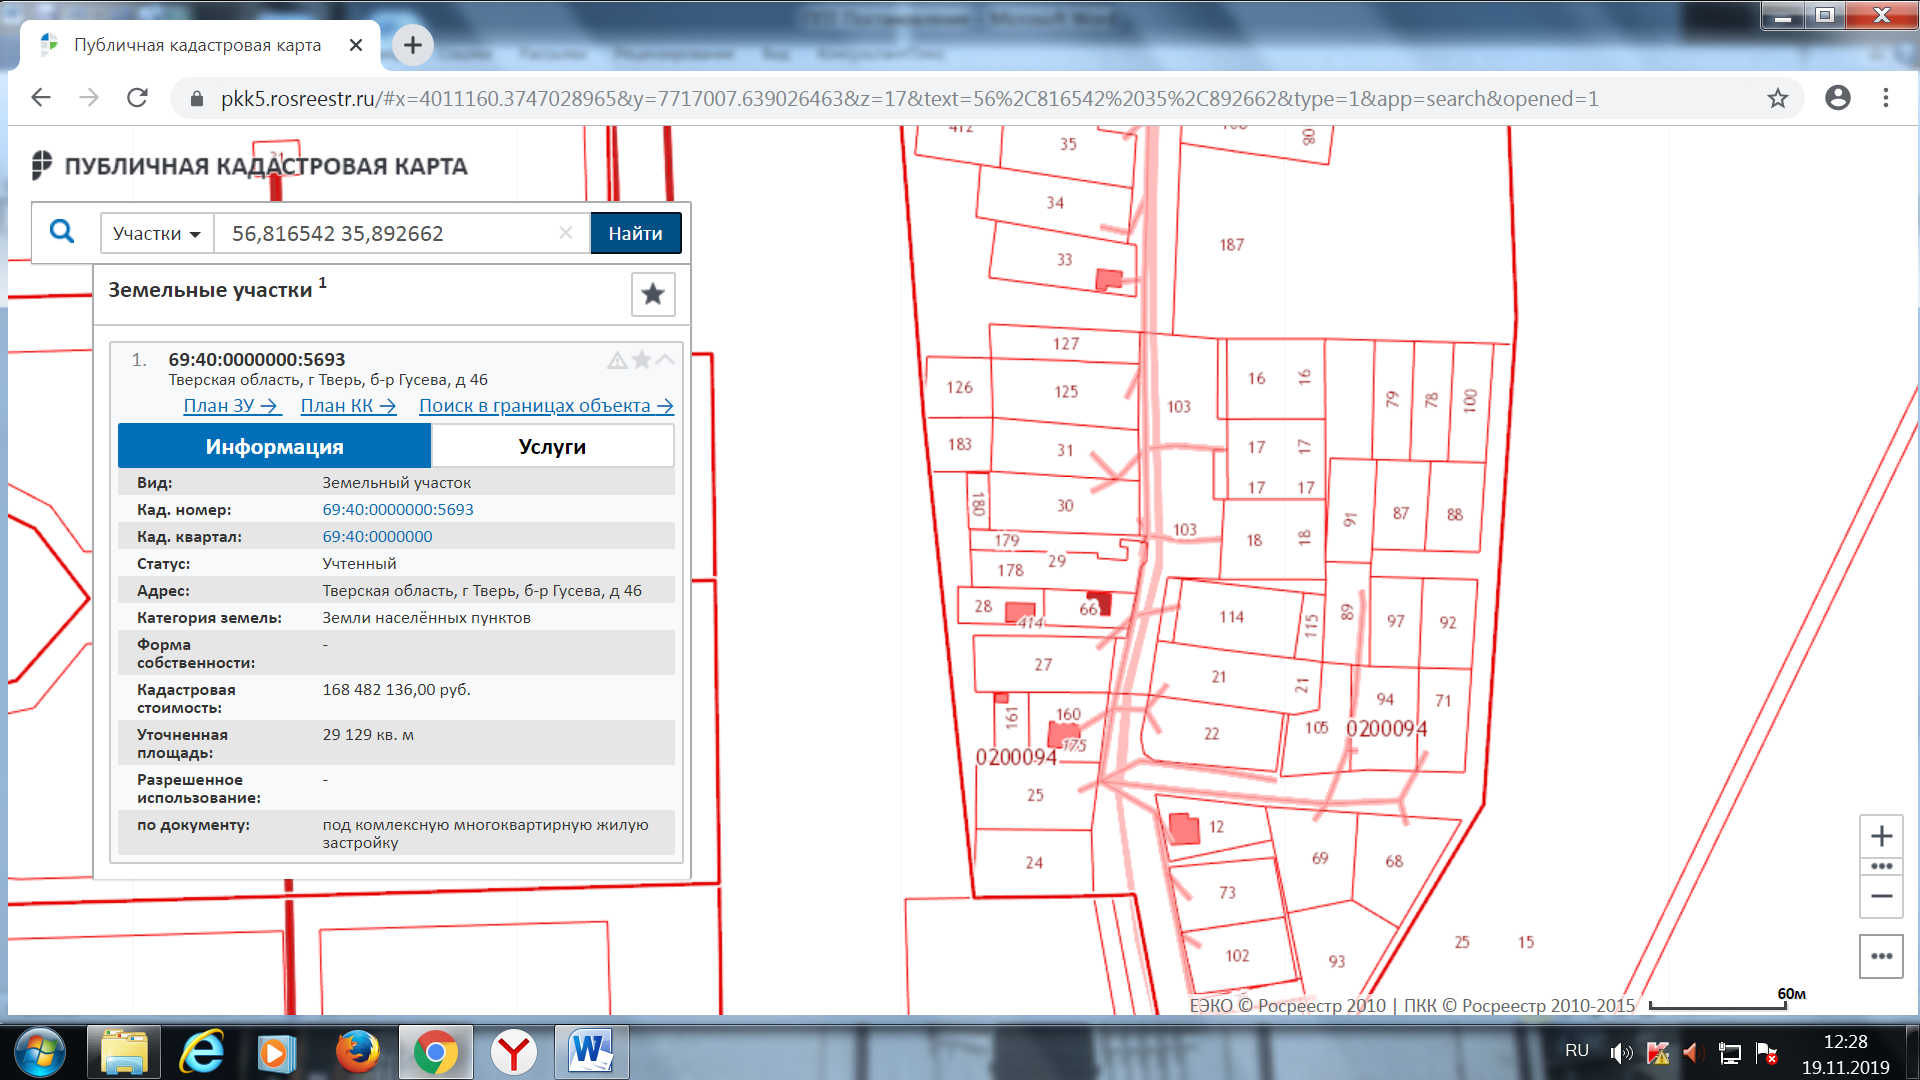 Публичная кадастровая карта
pkk5.rosreestr.ru/#x=4011160.3747028965&y=7717007.639026463&z=17&text=56%2C816542%2035%2C892662&type=1&app=search&opened=1
ПУБЛИЧНАЯ КАДАСТРОВАЯ КАРТА
Участки 56,816542 35,892662 Найти
Земельные участки 1
1. 69:40:0000000:5693
Тверская область, г Тверь, б-р Гусева, д 46
План ЗУ → План КК → Поиск в границах объекта →
Информация Услуги
Вид: Земельный участок
Кад. номер: 69:40:0000000:5693
Кад. квартал: 69:40:0000000
Статус: Учтенный
Адрес: Тверская область, г Тверь, б-р Гусева, д 46
Категория земель: Земли населённых пунктов
Форма
собственности: -
Кадастровая
стоимость: 168 482 136,00 руб.
Уточненная
площадь: 29 129 кв. м
Разрешенное
использование: -
по документу: под комлексную многоквартирную жилую
застройку
35
34
187
33
127
126 125 103 16 16 79 78 100
183 31 17 17
17 17
180 30 103 18 18 91 87 88
179
29
178
28 414 66 114 115 89 97 92
27 21 21
161 160 175 22 105 94 71
0200094 0200094
25
24
12 69 68
73
102 93 25 15
60м
ЕЭКО © Росреестр 2010 | ПКК © Росреестр 2010-2015
RU 12:28
19.11.2019